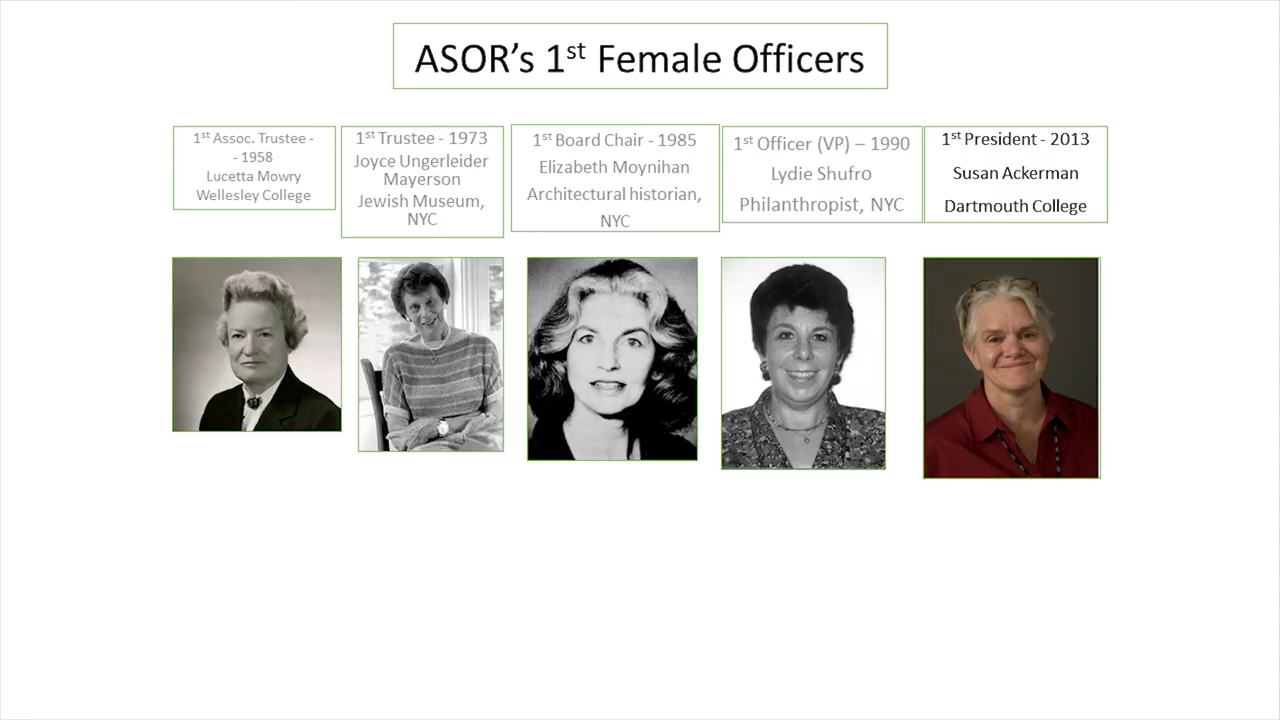 ASOR’s 1st Female Officers
1st Assoc. Trustee -
- 1958
Lucetta Mowry
Wellesley College
1st Trustee - 1973
Joyce Ungerleider
Mayerson
Jewish Museum,
NYC
1st Board Chair - 1985
Elizabeth Moynihan
Architectural historian,
NYC
1st Officer (VP) – 1990
Lydie Shufro
Philanthropist, NYC
1st President - 2013
Susan Ackerman
Dartmouth College